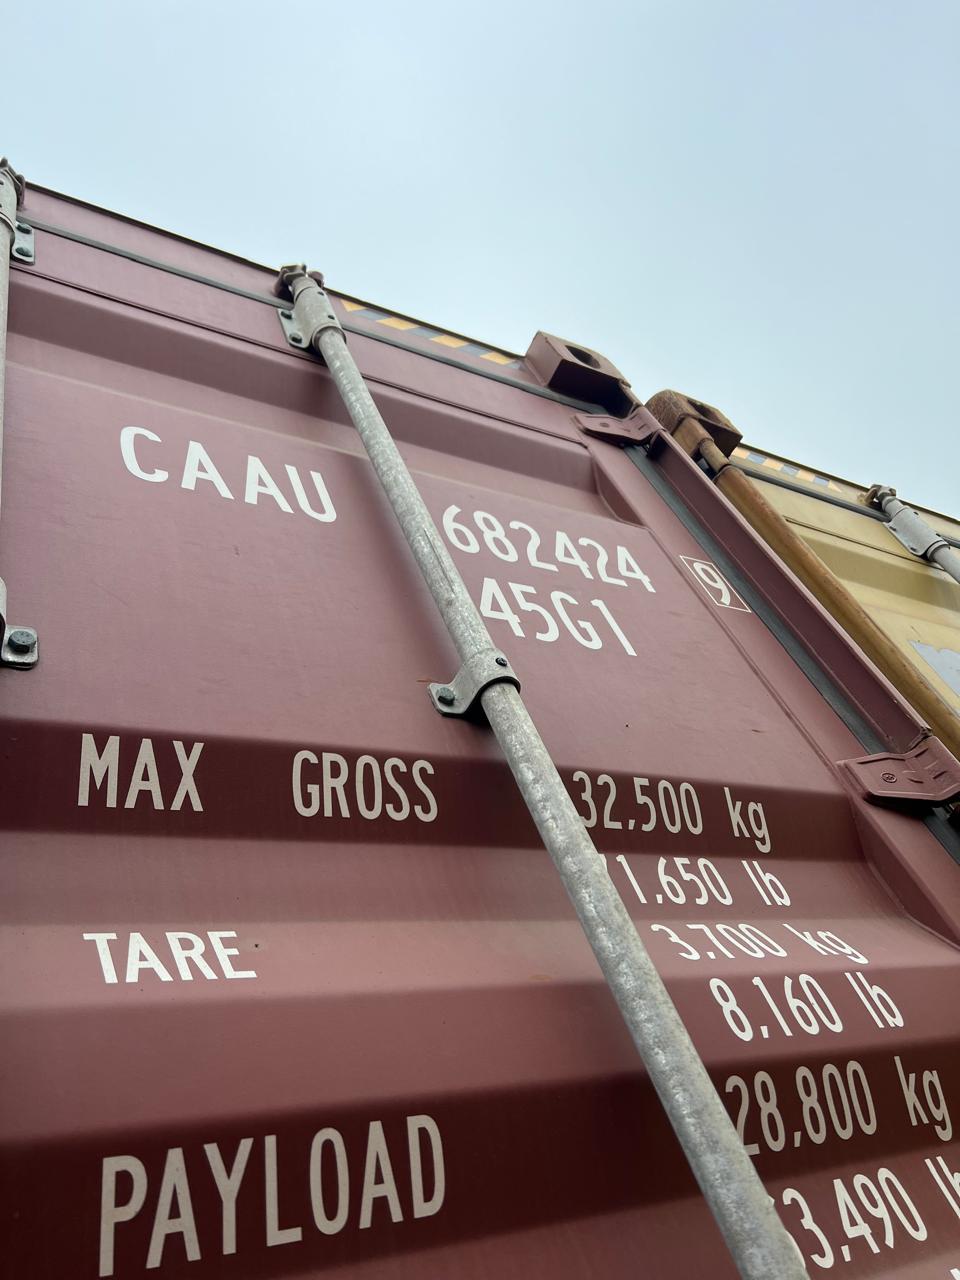 CAAU 682424 9
45G1
MAX GROSS 32,500 kg
1,650 lb
TARE 3,700 kg
8,160 lb
PAYLOAD 28,800 kg
3,490 lb